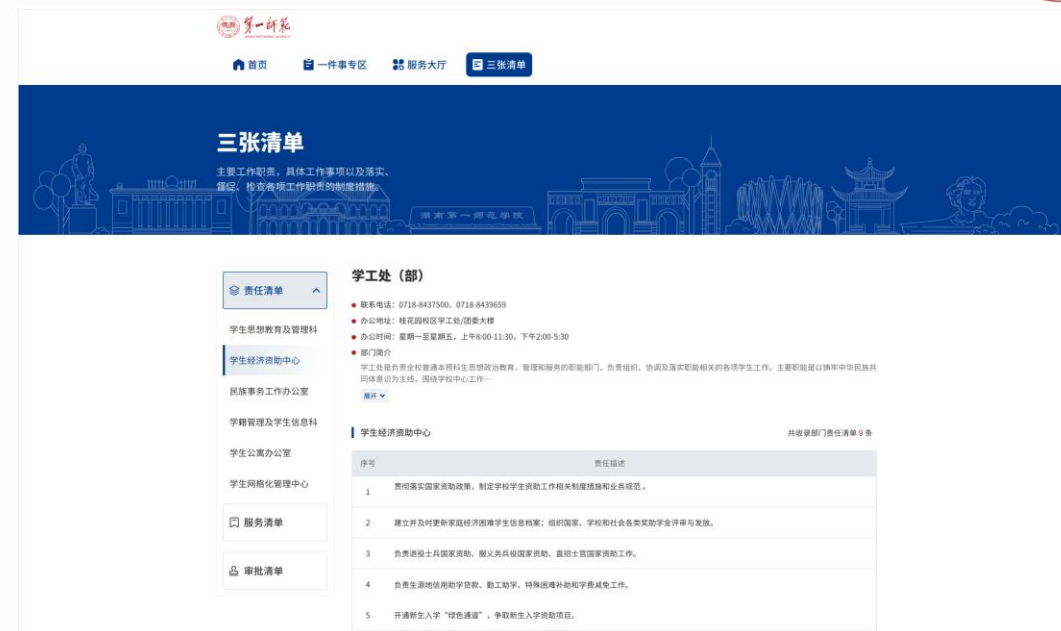 第一师范
首页
一件事专区
服务大厅
三张清单
三张清单
主要工作职责，具体工作事项以及落实、
督促、检查各项工作职责的制度措施。
湖南第一师范学院
责任清单
学生思想教育及管理科
学生经济资助中心
民族事务工作办公室
学籍管理及学生信息科
学生公寓办公室
学生网格化管理中心
服务清单
审批清单
学工处（部）
联系电话：0718-8437500、0718-8439659
办公地址：桂花园校区学工处/团委大楼
办公时间：星期一至星期五，上午8:00-11:30，下午2:00-5:30
部门简介
学工处是负责全校普通本预科生思想政治教育、管理和服务的职能部门。负责组织、协调及落实职能相关的各项学生工作。主要职能是以铸牢中华民族共
同体意识为主线，围绕学校中心工作…
展开
学生经济资助中心
共收录部门责任清单 9 条
序号 责任描述
1 贯彻落实国家资助政策，制定学校学生资助工作相关制度措施和业务规范。
2 建立并及时更新家庭经济困难学生信息档案；组织国家、学校和社会各类奖助学金评审与发放。
3 负责退役士兵国家资助、服义务兵役国家资助、直招士官国家资助工作。
4 负责生源地信用助学贷款、勤工助学、特殊困难补助和学费减免工作。
5 开通新生入学“绿色通道”，争取新生入学资助项目。